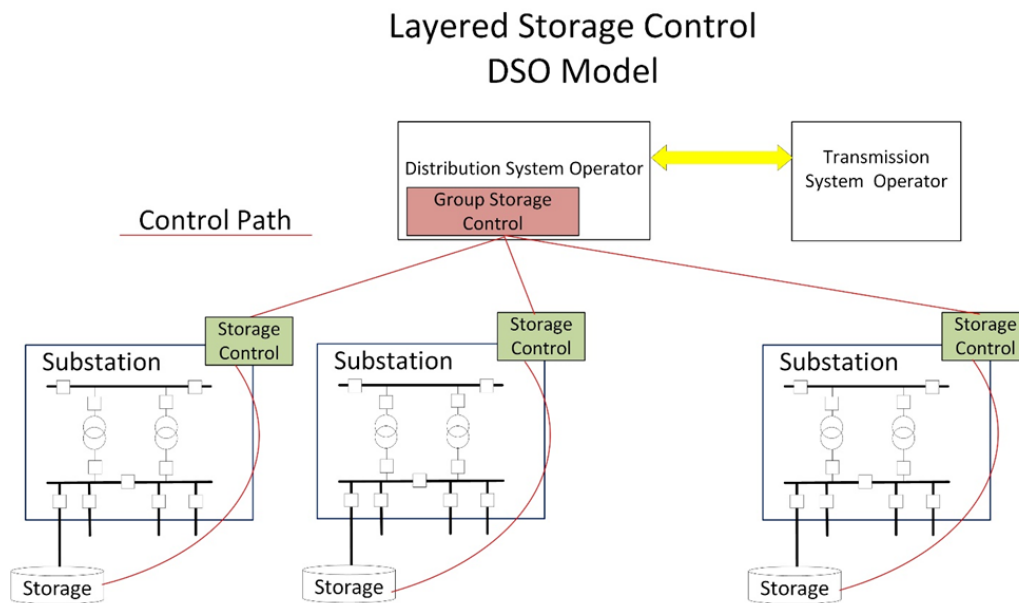 Layered Storage Control
DSO Model
Distribution System Operator
Group Storage
Control
Transmission
System Operator
Control Path
Storage
Control
Substation
Storage
Storage
Control
Substation
Storage
Storage
Control
Substation
Storage